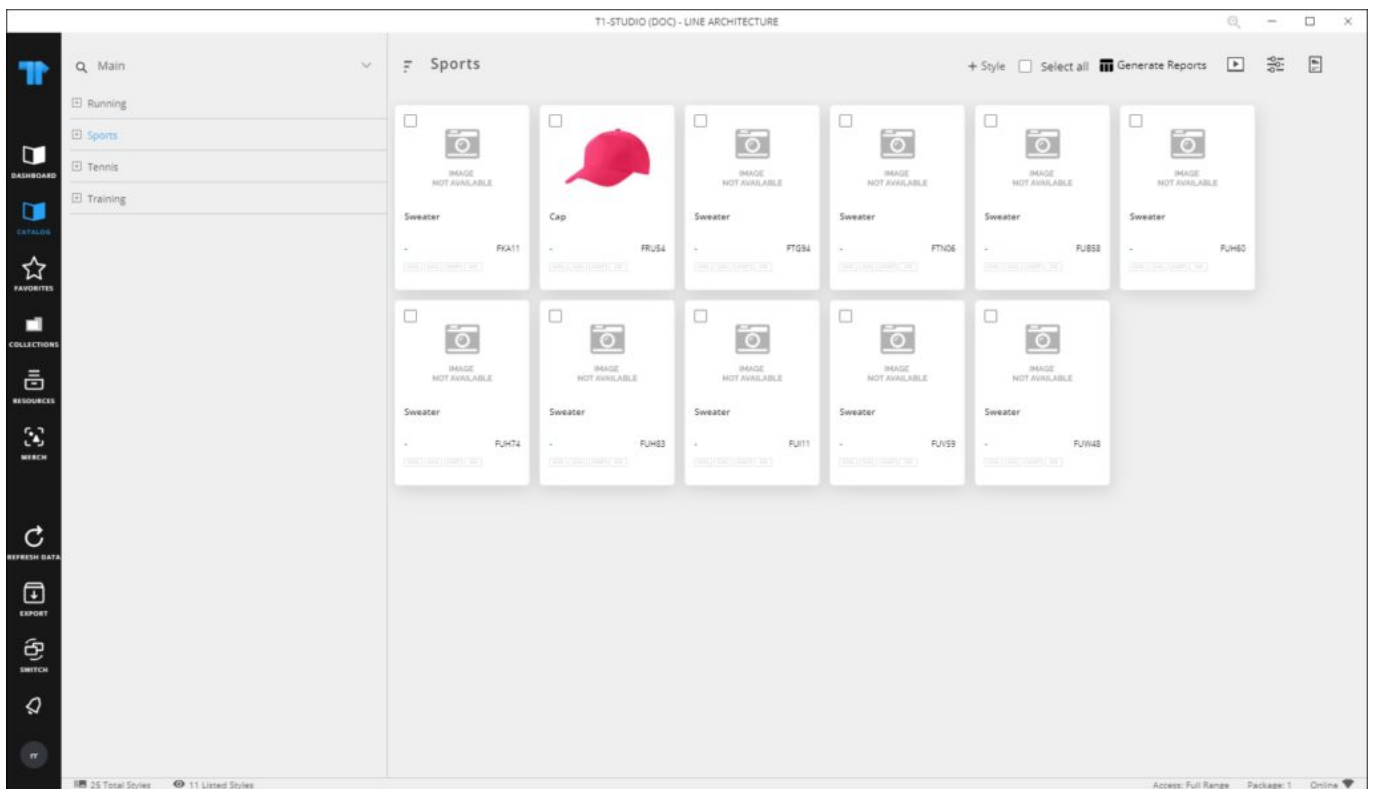 T1-STUDIO (DOC) - LINE ARCHITECTURE
Main
Sports
+ Style
Select all
Generate Reports
Running
Sports
Tennis
Training
DASHBOARD
CATALOG
FAVORITES
COLLECTIONS
RESOURCES
MERCH
REFRESH DATA
EXPORT
SWITCH
IMAGE
NOT AVAILABLE
Sweater
- FKA11
Cap
- FRU54
IMAGE
NOT AVAILABLE
Sweater
- FTG94
IMAGE
NOT AVAILABLE
Sweater
- FTN06
IMAGE
NOT AVAILABLE
Sweater
- FUB58
IMAGE
NOT AVAILABLE
Sweater
- FUH60
IMAGE
NOT AVAILABLE
Sweater
- FUH74
IMAGE
NOT AVAILABLE
Sweater
- FUH83
IMAGE
NOT AVAILABLE
Sweater
- FUI11
IMAGE
NOT AVAILABLE
Sweater
- FUV59
IMAGE
NOT AVAILABLE
Sweater
- FUW48
25 Total Styles
11 Listed Styles
Access: Full Range
Package: 1
Online